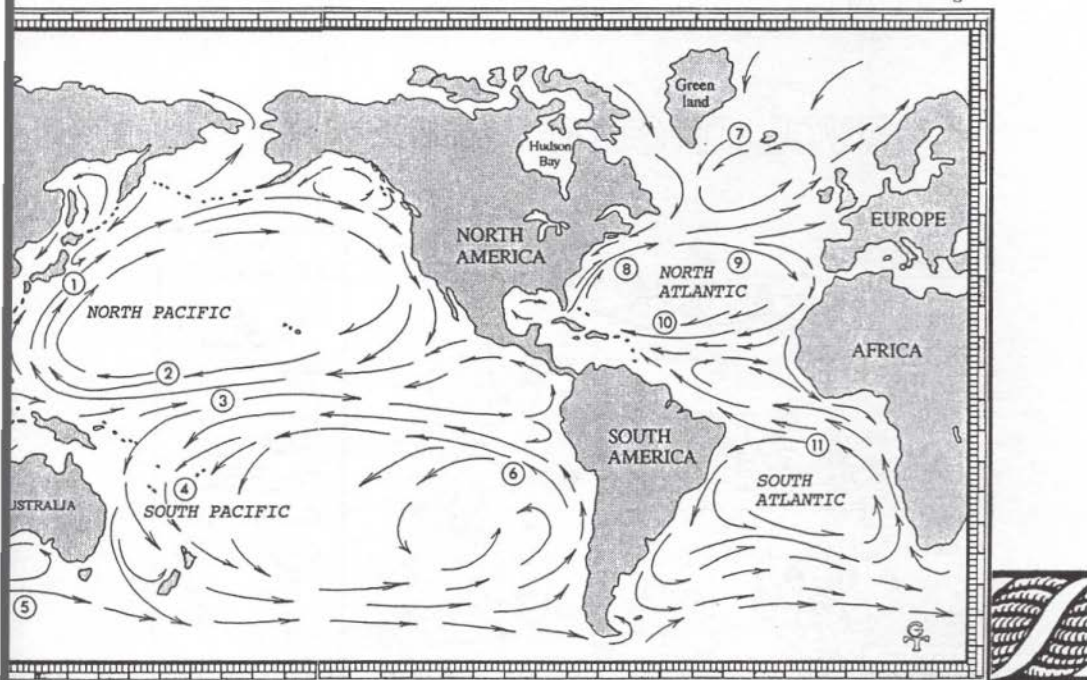 Green
land
7
Hudson
Bay
EUROPE
NORTH
AMERICA
8
NORTH
ATLANTIC
9
1
NORTH PACIFIC
10
AFRICA
2
3
SOUTH
AMERICA
11
6
SOUTH
ATLANTIC
4
SOUTH PACIFIC
USTRALIA
5